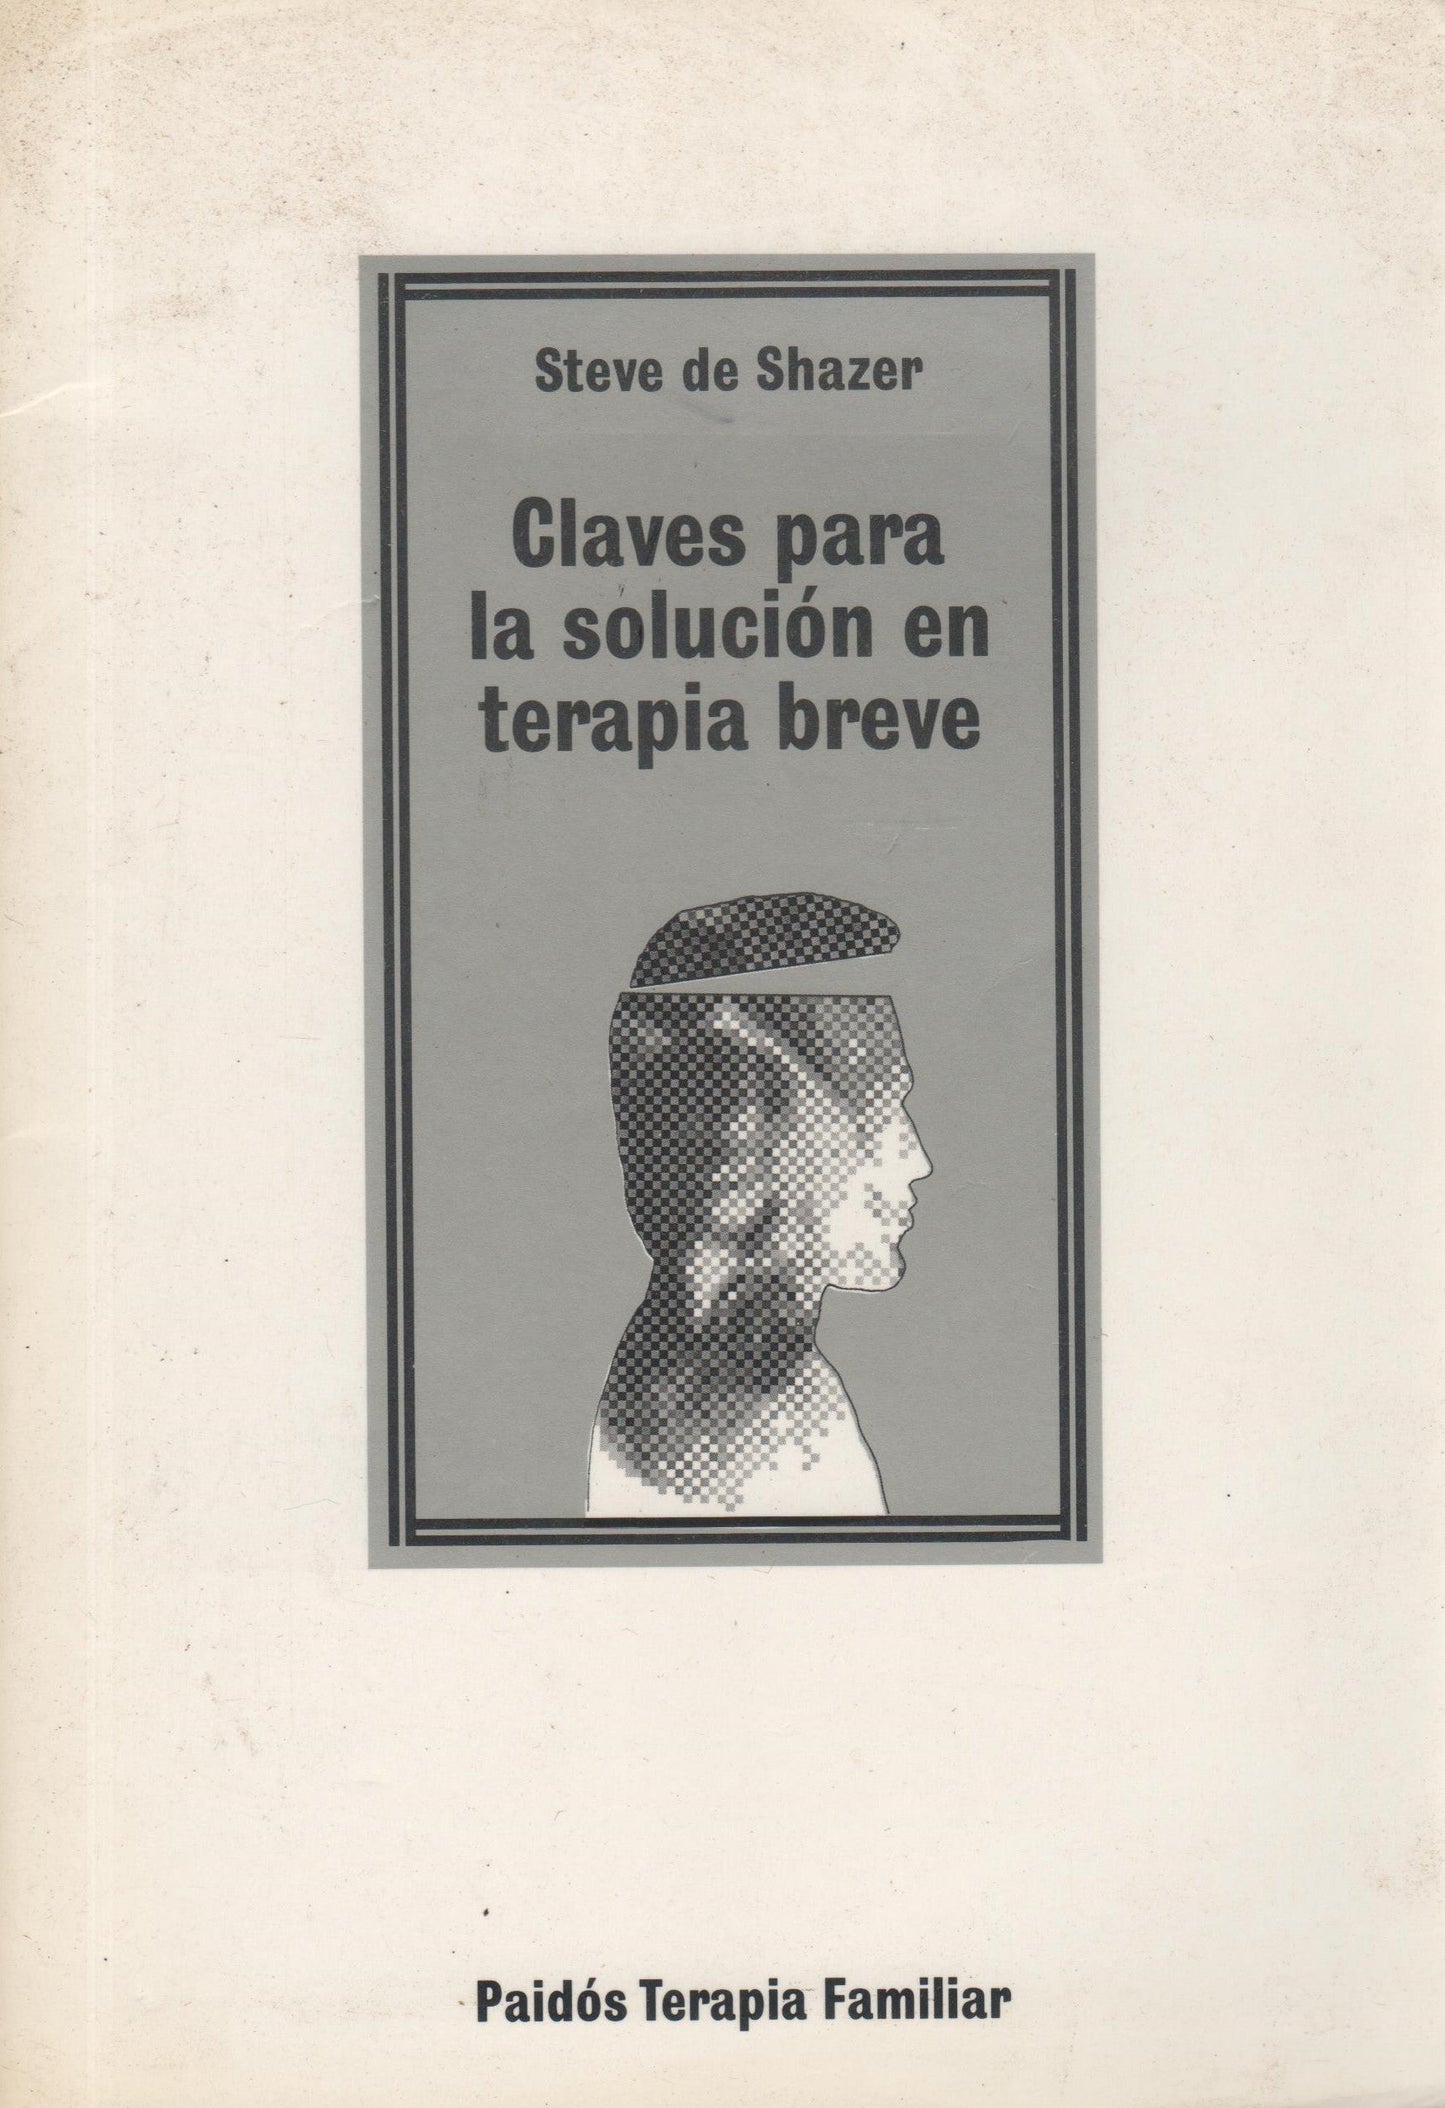 Steve de Shazer
Claves para
la solución en
terapia breve
Paidós Terapia Familiar